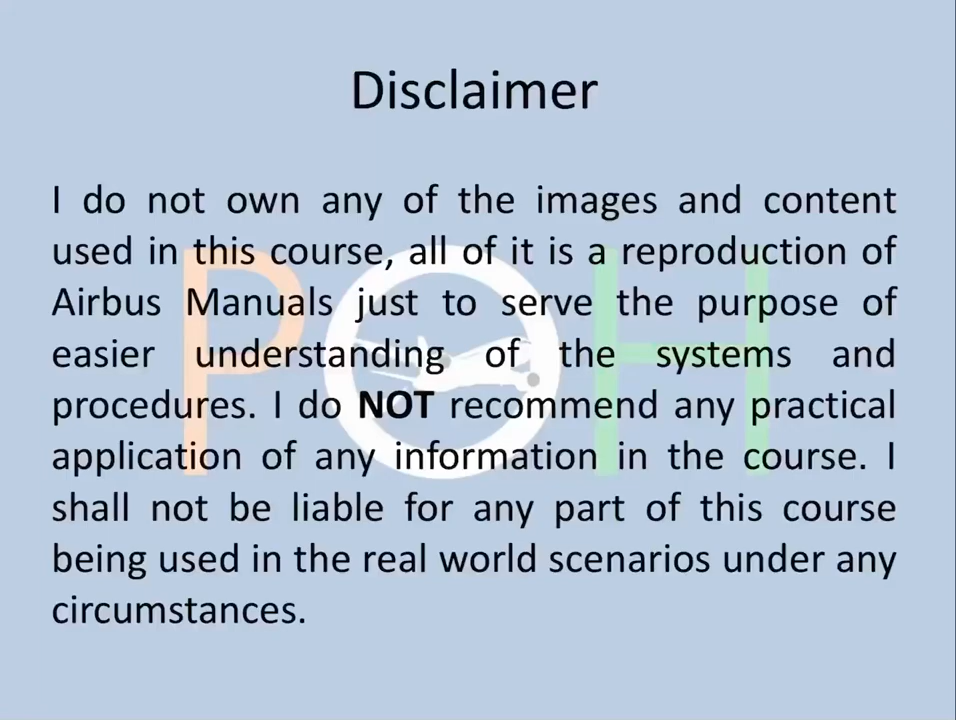 Disclaimer
I do not own any of the images and content
used in this course, all of it is a reproduction of
Airbus Manuals just to serve the purpose of
easier understanding of the systems and
procedures. I do NOT recommend any practical
application of any information in the course. I
shall not be liable for any part of this course
being used in the real world scenarios under any
circumstances.
POH